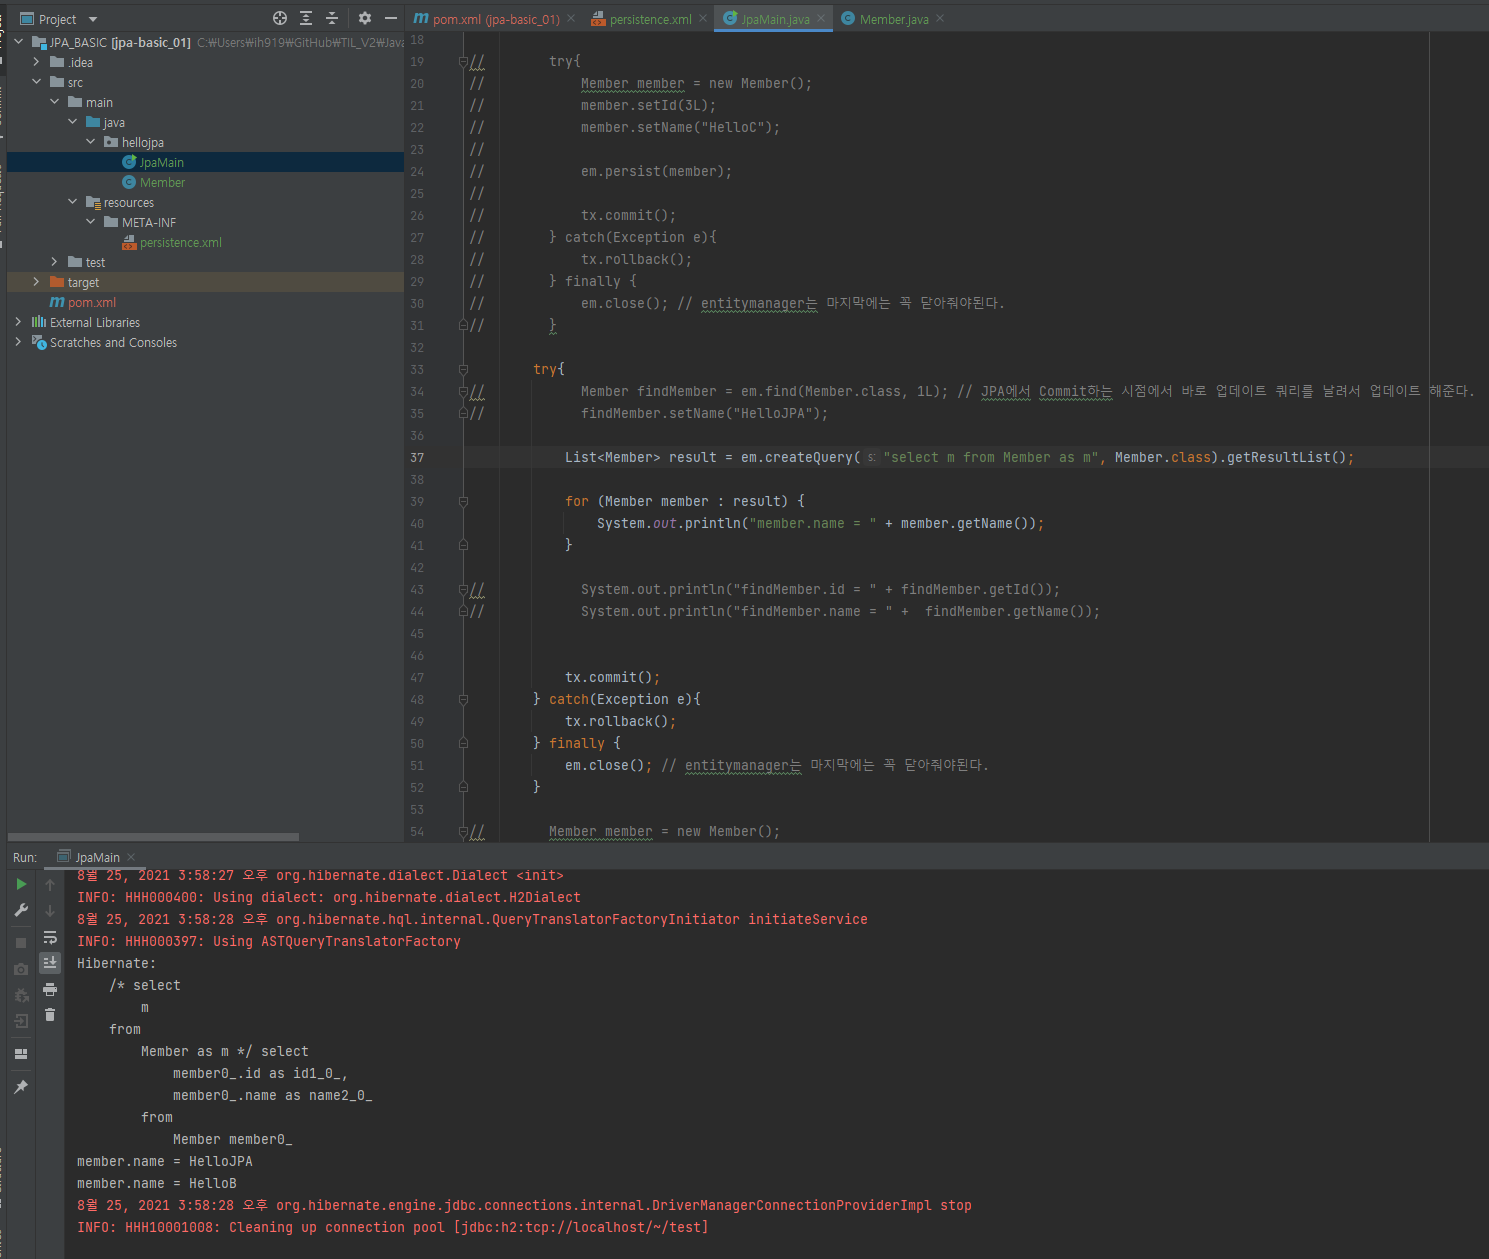 Project
pom.xml (jpa-basic_01)
persistence.xml
JpaMain.java
Member.java
JPA_BASIC [jpa-basic_01] C:₩Users₩ih919₩GitHub₩TIL_V2₩Java
.idea
src
main
java
hellojpa
JpaMain
Member
resources
META-INF
persistence.xml
test
target
pom.xml
External Libraries
Scratches and Consoles
18
19 // try{
20 // Member member = new Member();
21 // member.setId(3L);
22 // member.setName("HelloC");
23 //
24 // em.persist(member);
25 //
26 // tx.commit();
27 // } catch(Exception e){
28 // tx.rollback();
29 // } finally {
30 // em.close(); // entitymanager는 마지막에는 꼭 닫아줘야된다.
31 // }
32
33 try{
34 // Member findMember = em.find(Member.class, 1L); // JPA에서 Commit하는 시점에서 바로 업데이트 쿼리를 날려서 업데이트 해준다.
35 // findMember.setName("HelloJPA");
36
37 List<Member> result = em.createQuery( s: "select m from Member as m", Member.class).getResultList();
38
39 for (Member member : result) {
40 System.out.println("member.name = " + member.getName());
41 }
42
43 // System.out.println("findMember.id = " + findMember.getId());
44 // System.out.println("findMember.name = " +  findMember.getName());
45
46
47 tx.commit();
48 } catch(Exception e){
49 tx.rollback();
50 } finally {
51 em.close(); // entitymanager는 마지막에는 꼭 닫아줘야된다.
52 }
53
54 // Member member = new Member();
Run: JpaMain
8월 25, 2021 3:58:27 오후 org.hibernate.dialect.Dialect <init>
INFO: HHH000400: Using dialect: org.hibernate.dialect.H2Dialect
8월 25, 2021 3:58:28 오후 org.hibernate.hql.internal.QueryTranslatorFactoryInitiator initiateService
INFO: HHH000397: Using ASTQueryTranslatorFactory
Hibernate:
/* select
m
from
Member as m */ select
member0_.id as id1_0_,
member0_.name as name2_0_
from
Member member0_
member.name = HelloJPA
member.name = HelloB
8월 25, 2021 3:58:28 오후 org.hibernate.engine.jdbc.connections.internal.DriverManagerConnectionProviderImpl stop
INFO: HHH10001008: Cleaning up connection pool [jdbc:h2:tcp://localhost/~/test]